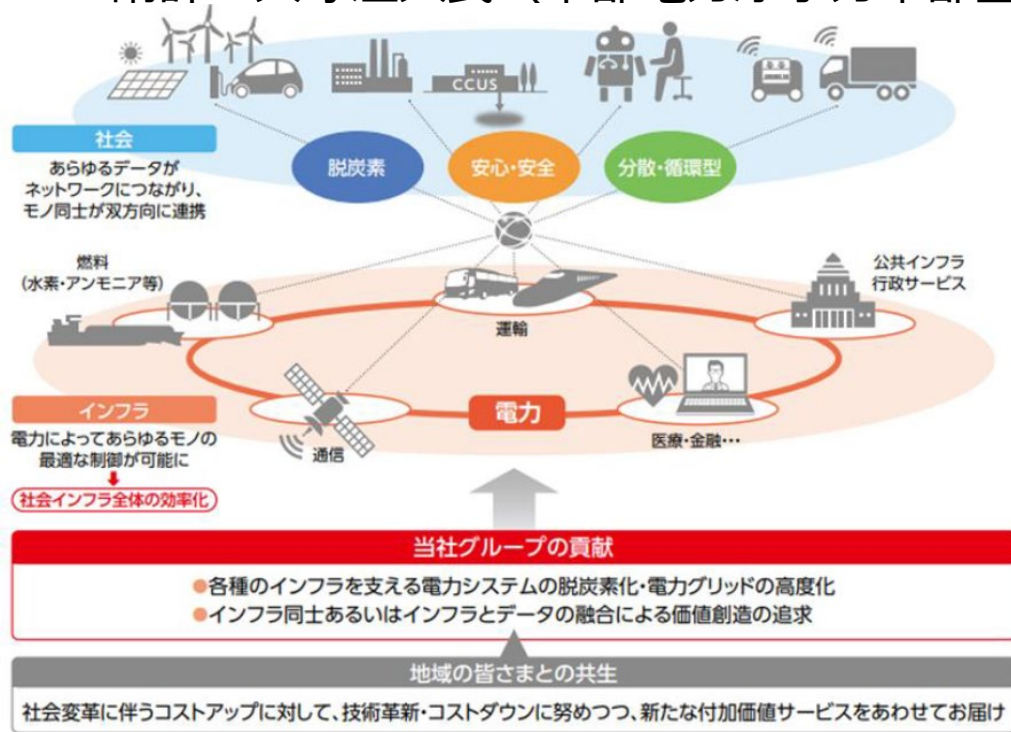 CCUS
社会
あらゆるデータが
ネットワークにつながり、
モノ同士が双方向に連携
脱炭素
安心・安全
分散・循環型
燃料
(水素・アンモニア等)
運輸
公共インフラ
行政サービス
インフラ
電力によってあらゆるモノの
最適な制御が可能に
社会インフラ全体の効率化
通信
電力
医療・金融・・・
当社グループの貢献
●各種のインフラを支える電力システムの脱炭素化・電力グリッドの高度化
●インフラ同士あるいはインフラとデータの融合による価値創造の追求
地域の皆さまとの共生
社会変革に伴うコストアップに対して、技術革新・コストダウンに努めつつ、新たな付加価値サービスをあわせてお届け